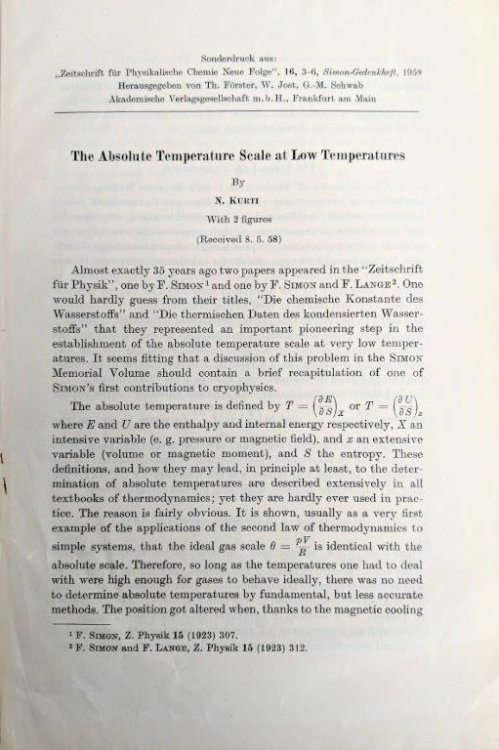 Sonderdruck aus:
„Zeitschrift für Physikalische Chemie Neue Folge", 16, 3–6, Simon-Gedenkheft, 1958
Herausgegeben von Th. Förster, W. Jost, G.-M. Schwab
Akademische Verlagsgesellschaft m. b. H., Frankfurt am Main
The Absolute Temperature Scale at Low Temperatures
By
N. KURTI
With 2 figures
(Received 8. 5. 58)
Almost exactly 35 years ago two papers appeared in the "Zeitschrift
für Physik", one by F. SIMON¹ and one by F. SIMON and F. LANGE². One
would hardly guess from their titles, "Die chemische Konstante des
Wasserstoffs" and "Die thermischen Daten des kondensierten Wasser-
stoffs" that they represented an important pioneering step in the
establishment of the absolute temperature scale at very low temper-
atures. It seems fitting that a discussion of this problem in the SIMON
Memorial Volume should contain a brief recapitulation of one of
SIMON's first contributions to cryophysics.
The absolute temperature is defined by T = (∂E/∂S)_X or T = (∂U/∂S)_x
where E and U are the enthalpy and internal energy respectively, X an
intensive variable (e. g. pressure or magnetic field), and x an extensive
variable (volume or magnetic moment), and S the entropy. These
definitions, and how they may lead, in principle at least, to the deter-
mination of absolute temperatures are described extensively in all
textbooks of thermodynamics; yet they are hardly ever used in prac-
tice. The reason is fairly obvious. It is shown, usually as a very first
example of the applications of the second law of thermodynamics to
simple systems, that the ideal gas scale θ = pV/R is identical with the
absolute scale. Therefore, so long as the temperatures one had to deal
with were high enough for gases to behave ideally, there was no need
to determine absolute temperatures by fundamental, but less accurate
methods. The position got altered when, thanks to the magnetic cooling
¹ F. SIMON, Z. Physik 15 (1923) 307.
² F. SIMON and F. LANGE, Z. Physik 15 (1923) 312.